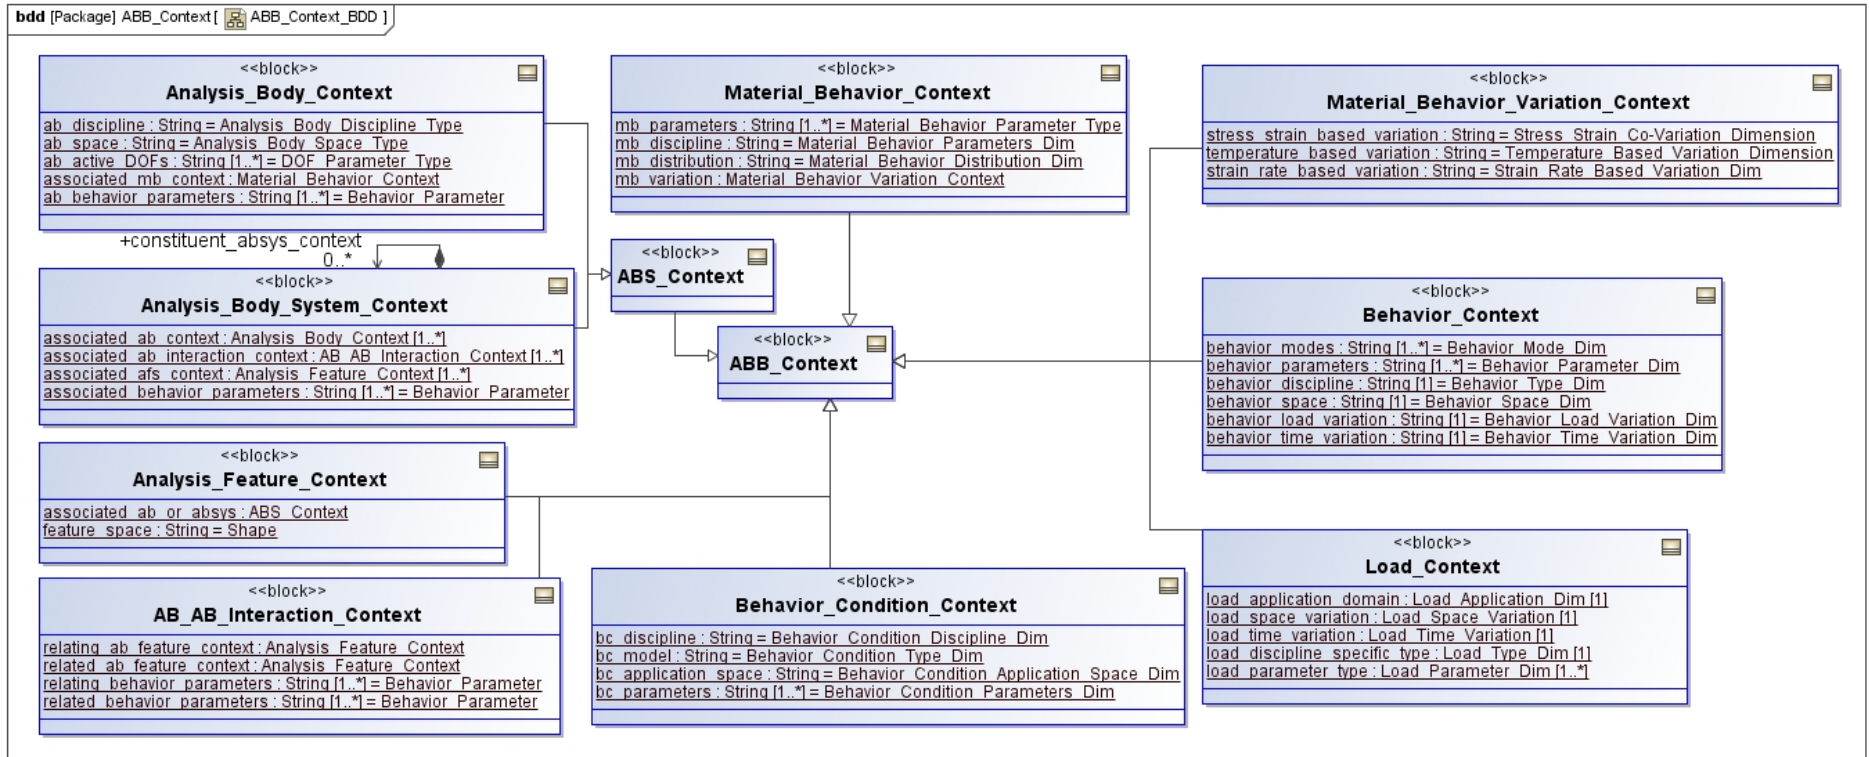 bdd [Package] ABB_Context [ ABB_Context_BDD ]
<<block>>
Analysis_Body_Context
ab_discipline : String = Analysis_Body_Discipline_Type
ab_space : String = Analysis_Body_Space_Type
ab_active_DOFs : String [1..*] = DOF_Parameter_Type
associated_mb_context : Material_Behavior_Context
ab_behavior_parameters : String [1..*] = Behavior_Parameter
<<block>>
Material_Behavior_Context
mb_parameters : String [1..*] = Material_Behavior_Parameter_Type
mb_discipline : String = Material_Behavior_Parameters_Dim
mb_distribution : String = Material_Behavior_Distribution_Dim
mb_variation : Material_Behavior_Variation_Context
<<block>>
Material_Behavior_Variation_Context
stress_strain_based_variation : String = Stress_Strain_Co-Variation_Dimension
temperature_based_variation : String = Temperature_Based_Variation_Dimension
strain_rate_based_variation : String = Strain_Rate_Based_Variation_Dim
+constituent_absys_context
0..*
<<block>>
Analysis_Body_System_Context
associated_ab_context : Analysis_Body_Context [1..*]
associated_ab_interaction_context : AB_AB_Interaction_Context [1..*]
associated_afs_context : Analysis_Feature_Context [1..*]
associated_behavior_parameters : String [1..*] = Behavior_Parameter
<<block>>
ABS_Context
<<block>>
ABB_Context
<<block>>
Behavior_Context
behavior_modes : String [1..*] = Behavior_Mode_Dim
behavior_parameters : String [1..*] = Behavior_Parameter_Dim
behavior_discipline : String [1] = Behavior_Type_Dim
behavior_space : String [1] = Behavior_Space_Dim
behavior_load_variation : String [1] = Behavior_Load_Variation_Dim
behavior_time_variation : String [1] = Behavior_Time_Variation_Dim
<<block>>
Analysis_Feature_Context
associated_ab_or_absys : ABS_Context
feature_space : String = Shape
<<block>>
AB_AB_Interaction_Context
relating_ab_feature_context : Analysis_Feature_Context
related_ab_feature_context : Analysis_Feature_Context
relating_behavior_parameters : String [1..*] = Behavior_Parameter
related_behavior_parameters : String [1..*] = Behavior_Parameter
<<block>>
Behavior_Condition_Context
bc_discipline : String = Behavior_Condition_Discipline_Dim
bc_model : String = Behavior_Condition_Type_Dim
bc_application_space : String = Behavior_Condition_Application_Space_Dim
bc_parameters : String [1..*] = Behavior_Condition_Parameters_Dim
<<block>>
Load_Context
load_application_domain : Load_Application_Dim [1]
load_space_variation : Load_Space_Variation [1]
load_time_variation : Load_Time_Variation [1]
load_discipline_specific_type : Load_Type_Dim [1]
load_parameter_type : Load_Parameter_Dim [1..*]